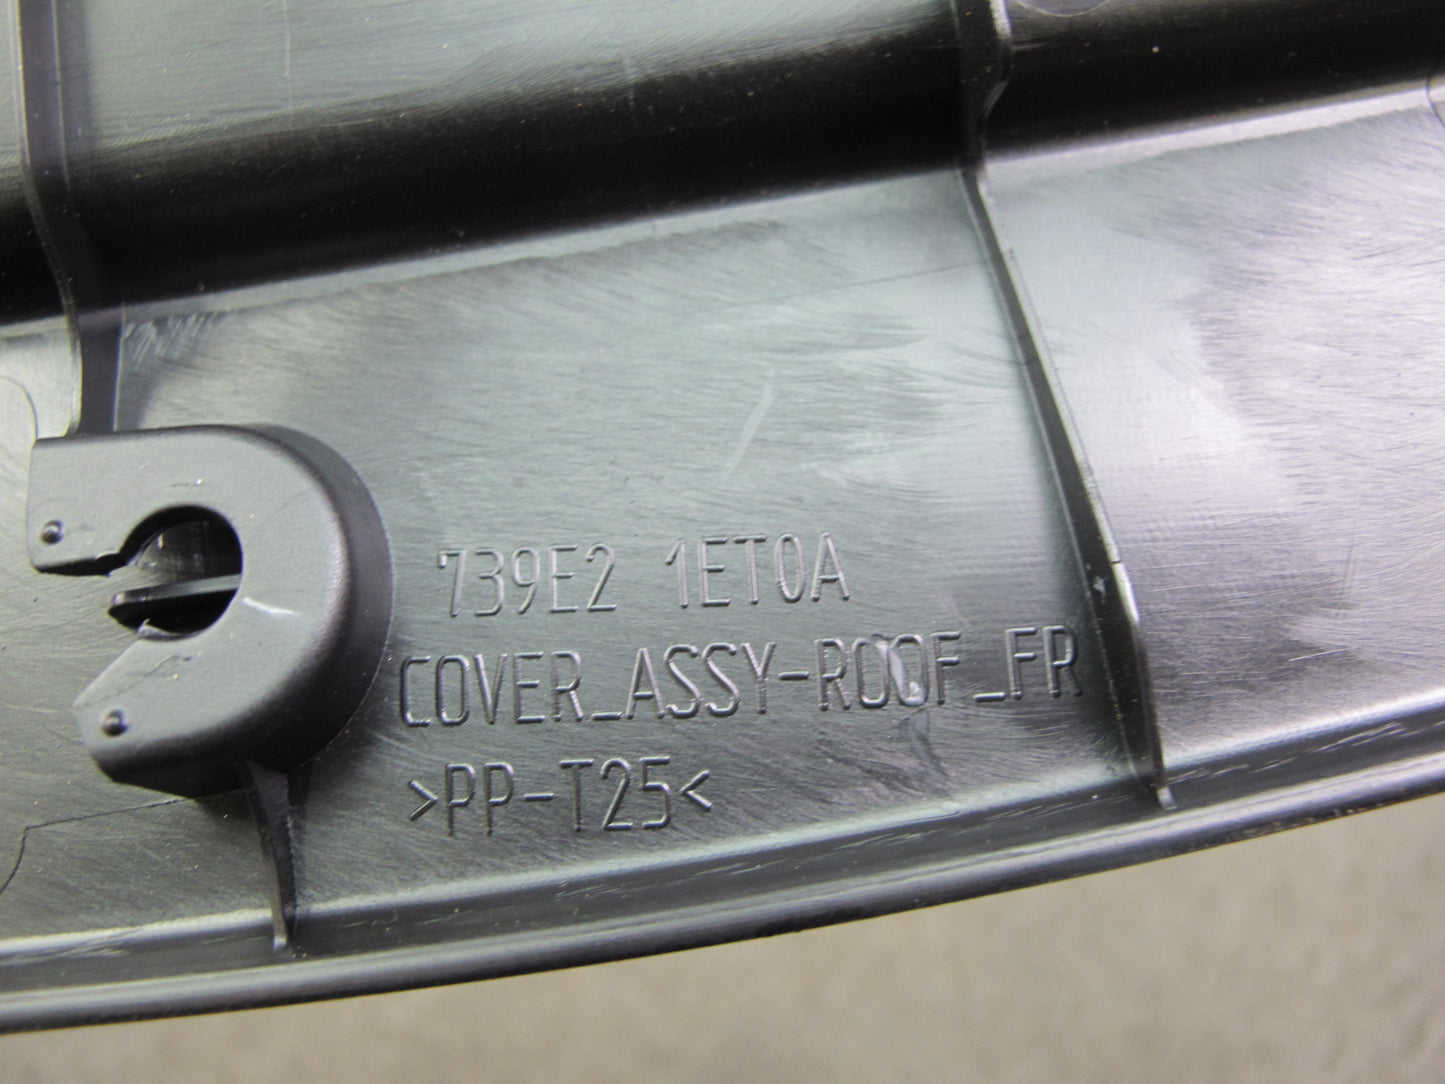 739E2 1ET0A
COVER_ASSY-ROOF_FR
>PP-T25<